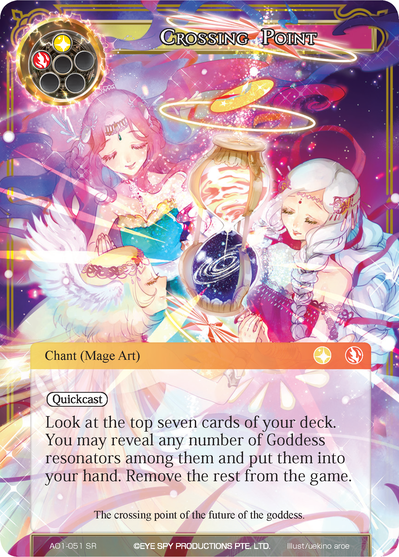 Crossing Point
Chant (Mage Art)
Quickcast
Look at the top seven cards of your deck.
You may reveal any number of Goddess
resonators among them and put them into
your hand. Remove the rest from the game.
The crossing point of the future of the goddess.
A01-051 SR ©EYE SPY PRODUCTIONS PTE. LTD. Illust/uekino aroe